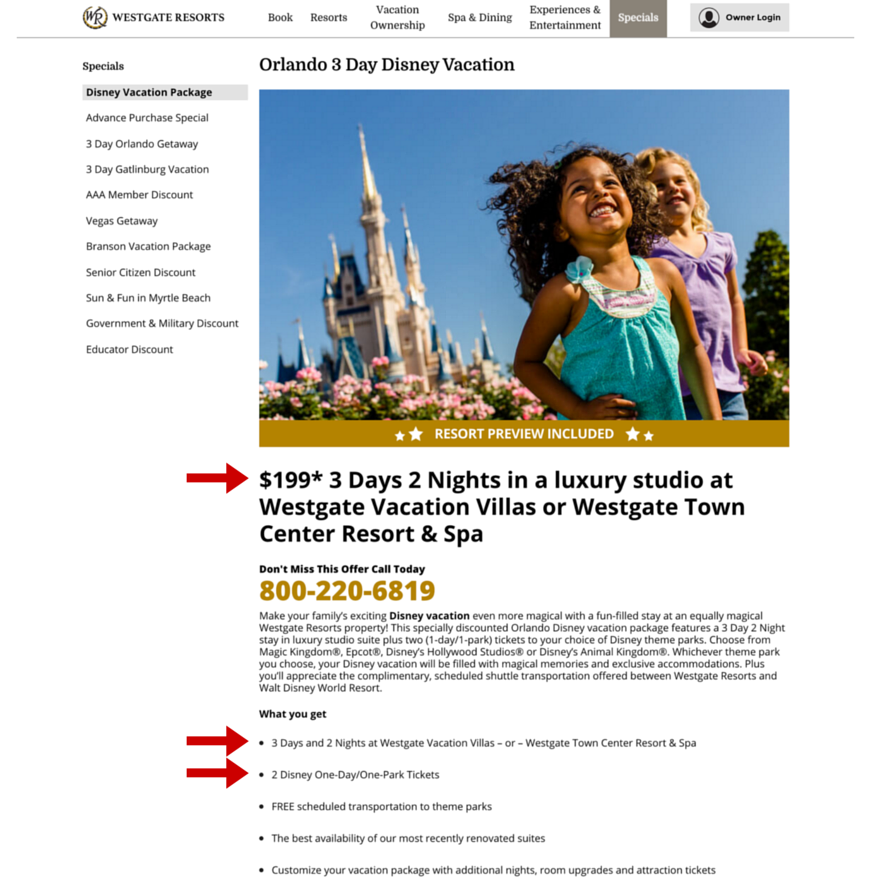 WR WESTGATE RESORTS
Book
Resorts
Vacation
Ownership
Spa & Dining
Experiences &
Entertainment
Specials
Owner Login
Specials
Disney Vacation Package
Advance Purchase Special
3 Day Orlando Getaway
3 Day Gatlinburg Vacation
AAA Member Discount
Vegas Getaway
Branson Vacation Package
Senior Citizen Discount
Sun & Fun in Myrtle Beach
Government & Military Discount
Educator Discount
Orlando 3 Day Disney Vacation
RESORT PREVIEW INCLUDED
$199* 3 Days 2 Nights in a luxury studio at
Westgate Vacation Villas or Westgate Town
Center Resort & Spa
Don't Miss This Offer Call Today
800-220-6819
Make your family's exciting Disney vacation even more magical with a fun-filled stay at an equally magical
Westgate Resorts property! This specially discounted Orlando Disney vacation package features a 3 Day 2 Night
stay in luxury studio suite plus two (1-day/1-park) tickets to your choice of Disney theme parks. Choose from
Magic Kingdom®, Epcot®, Disney's Hollywood Studios® or Disney's Animal Kingdom®. Whichever theme park
you choose, your Disney vacation will be filled with magical memories and exclusive accommodations. Plus
you'll appreciate the complimentary, scheduled shuttle transportation offered between Westgate Resorts and
Walt Disney World Resort.
What you get
• 3 Days and 2 Nights at Westgate Vacation Villas – or – Westgate Town Center Resort & Spa
• 2 Disney One-Day/One-Park Tickets
• FREE scheduled transportation to theme parks
• The best availability of our most recently renovated suites
• Customize your vacation package with additional nights, room upgrades and attraction tickets